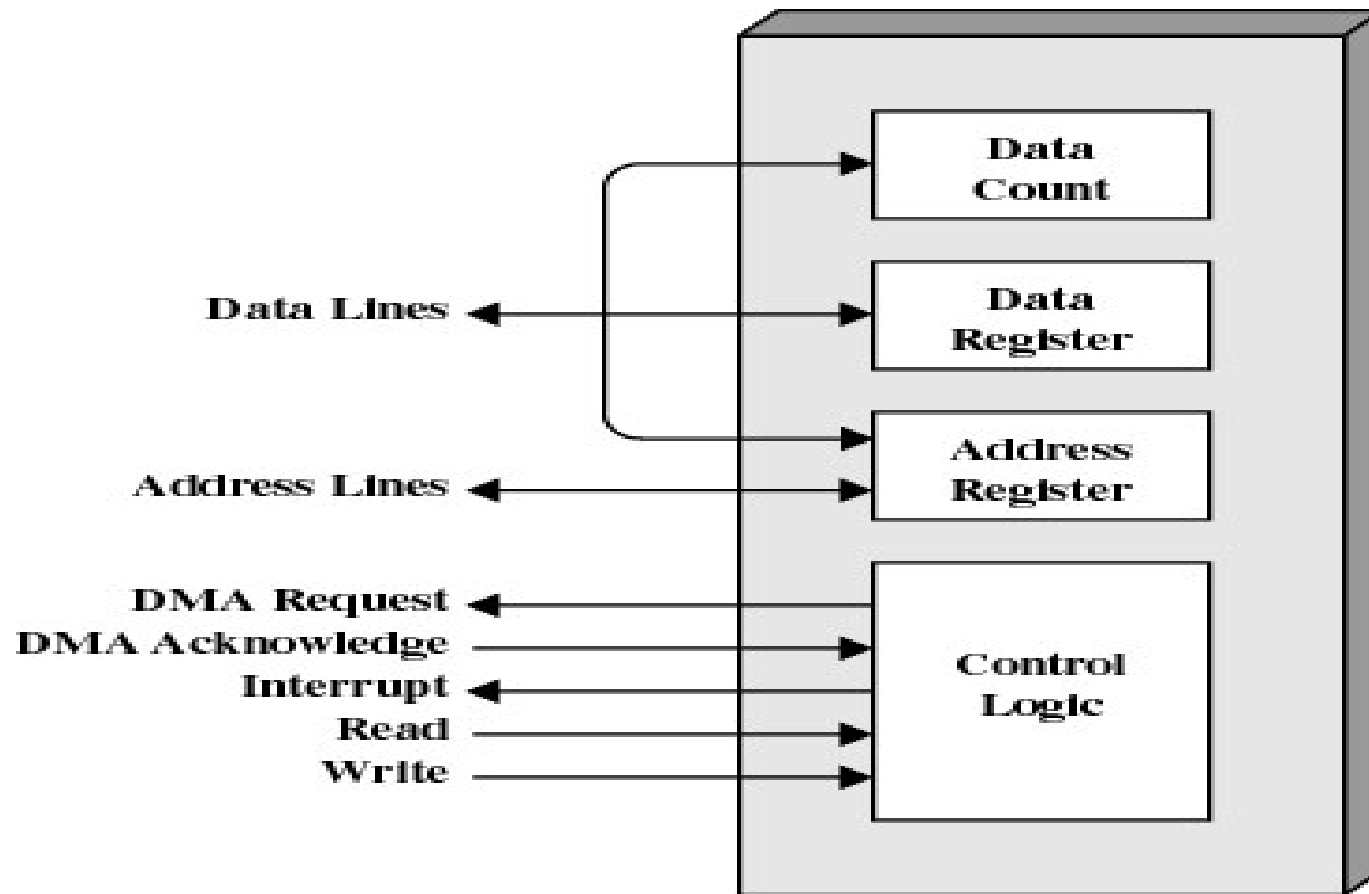 Data
Count
Data Lines
Data
Register
Address
Register
Address Lines
DMA Request
DMA Acknowledge
Interrupt
Read
Write
Control
Logic